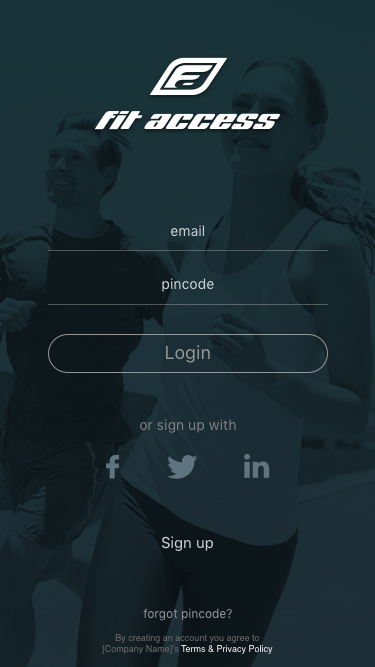 fit access
email
pincode
Login
or sign up with
f
in
Sign up
forgot pincode?
By creating an account you agree to
[Company Name]'s Terms & Privacy Policy